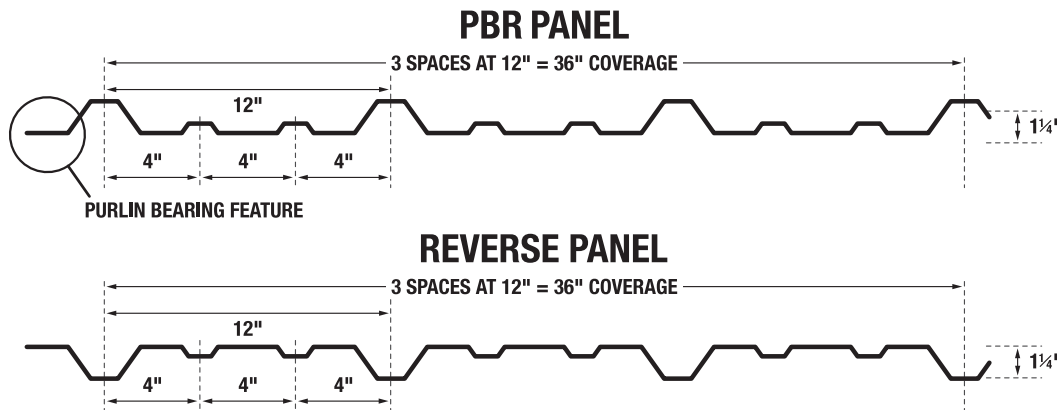 PBR PANEL
3 SPACES AT 12" = 36" COVERAGE
12"
1¼"
4" 4" 4"
PURLIN BEARING FEATURE
REVERSE PANEL
3 SPACES AT 12" = 36" COVERAGE
12"
1¼"
4" 4" 4"